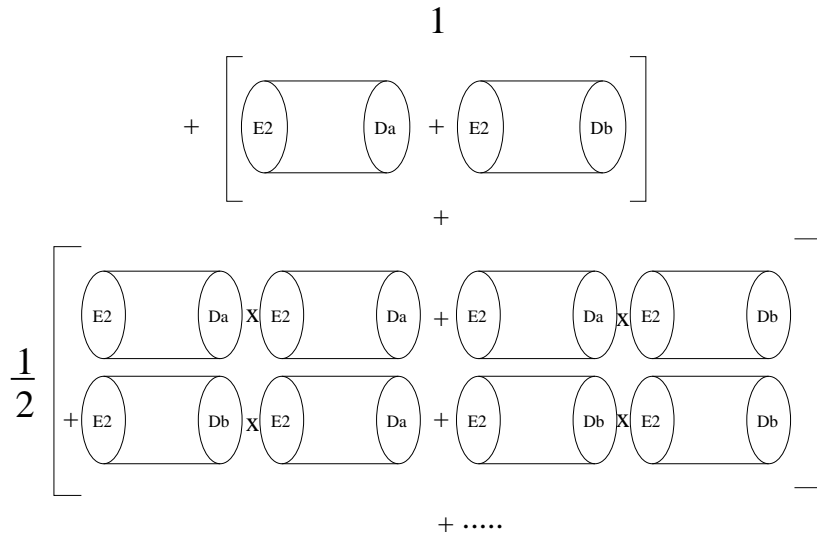 1
+ [ E2 Da + E2 Db ]
+
1
2
[ E2 Da x E2 Da + E2 Da x E2 Db
+ E2 Db x E2 Da + E2 Db x E2 Db
+ .....